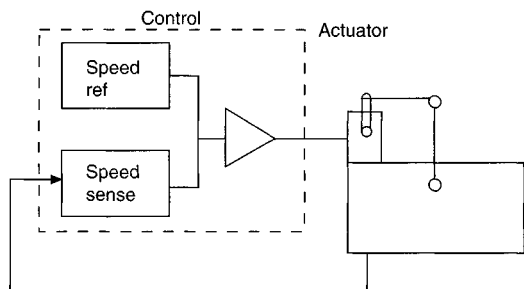 Control
Actuator
Speed
ref
Speed
sense